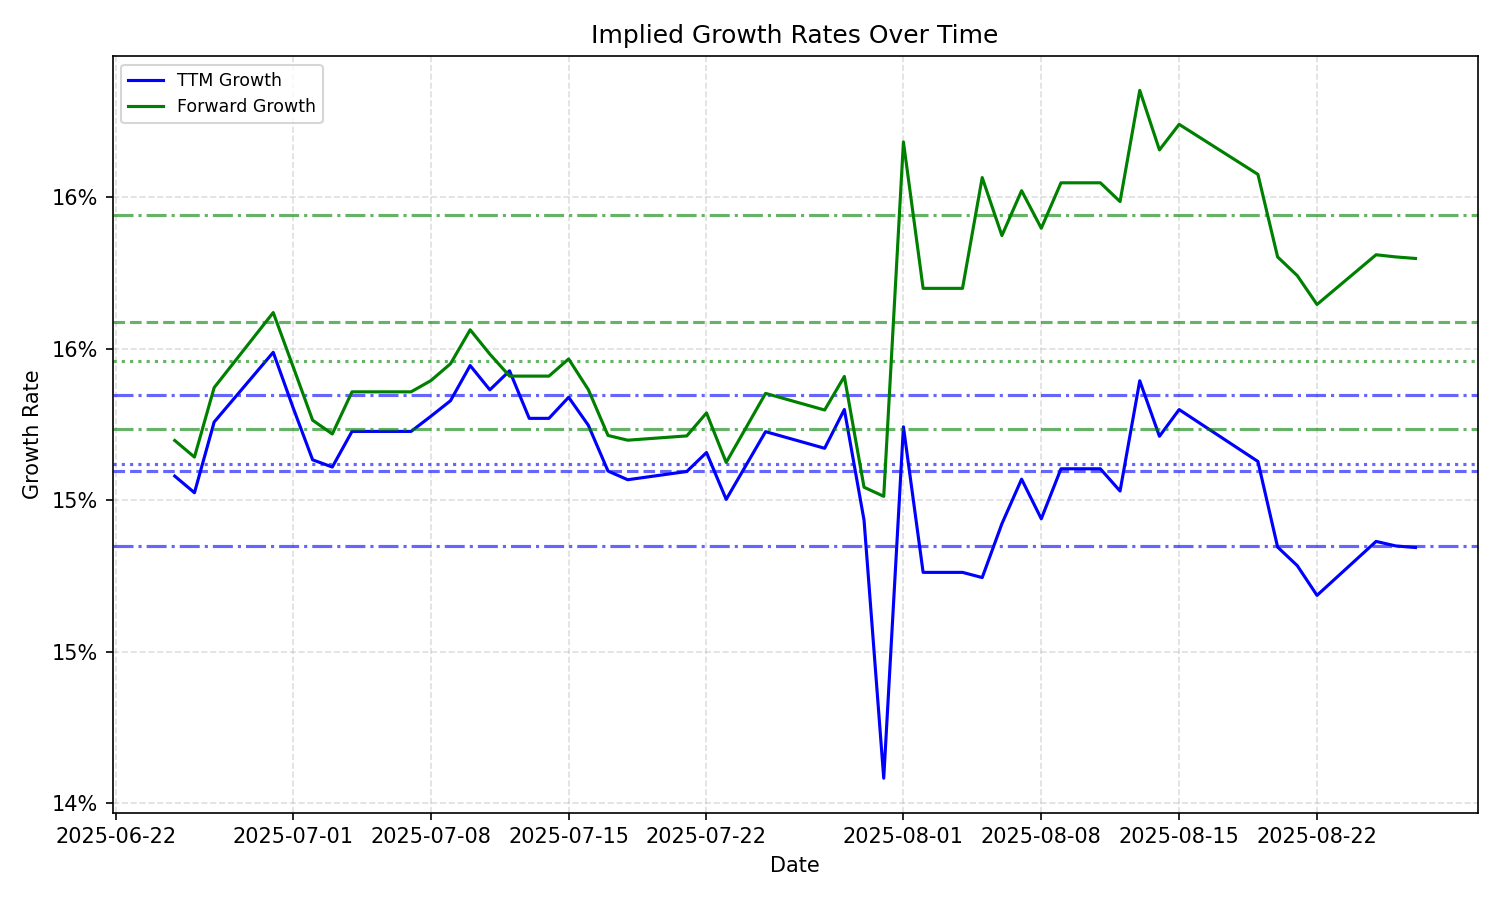 Implied Growth Rates Over Time
TTM Growth
Forward Growth
16%
16%
15%
15%
14%
Growth Rate
2025-06-22
2025-07-01
2025-07-08
2025-07-15
2025-07-22
2025-08-01
2025-08-08
2025-08-15
2025-08-22
Date